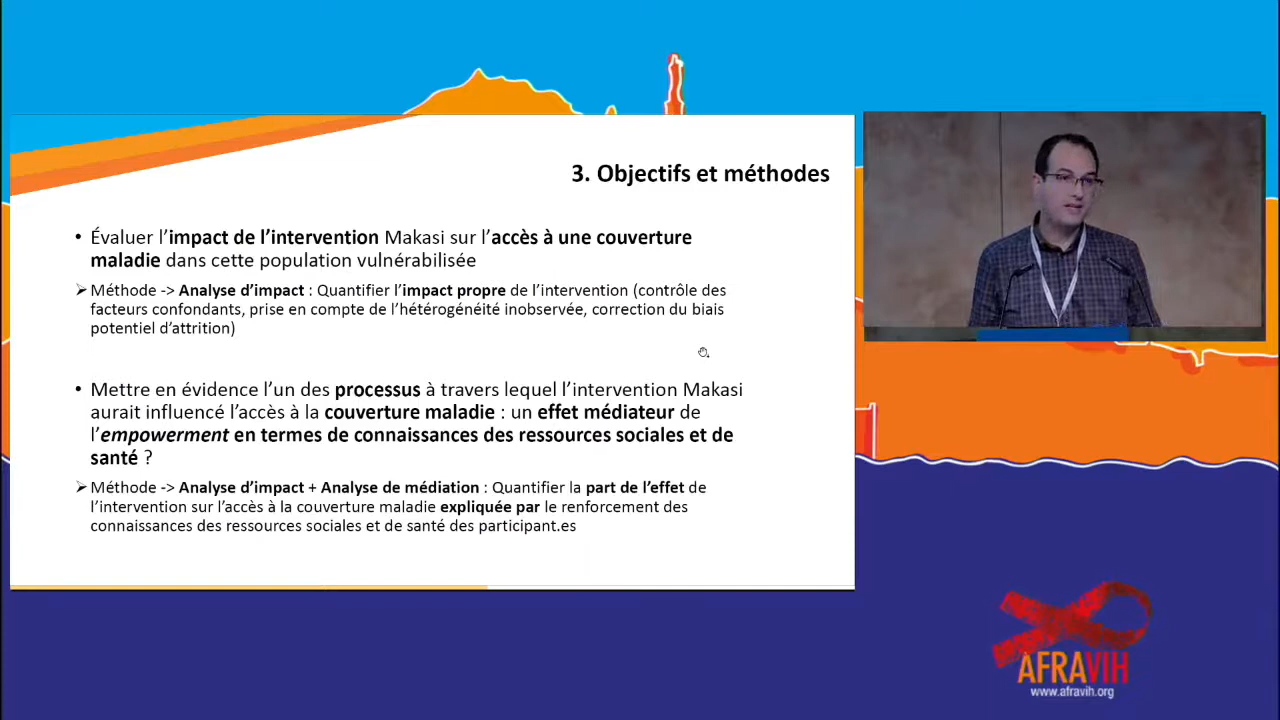 3. Objectifs et méthodes
• Évaluer l’impact de l’intervention Makasi sur l’accès à une couverture
maladie dans cette population vulnérabilisée
➢ Méthode -> Analyse d’impact : Quantifier l’impact propre de l’intervention (contrôle des
facteurs confondants, prise en compte de l’hétérogénéité inobservée, correction du biais
potentiel d’attrition)
• Mettre en évidence l’un des processus à travers lequel l’intervention Makasi
aurait influencé l’accès à la couverture maladie : un effet médiateur de
l’empowerment en termes de connaissances des ressources sociales et de
santé ?
➢ Méthode -> Analyse d’impact + Analyse de médiation : Quantifier la part de l’effet de
l’intervention sur l’accès à la couverture maladie expliquée par le renforcement des
connaissances des ressources sociales et de santé des participant.es
AFRAVIH
www.afravih.org